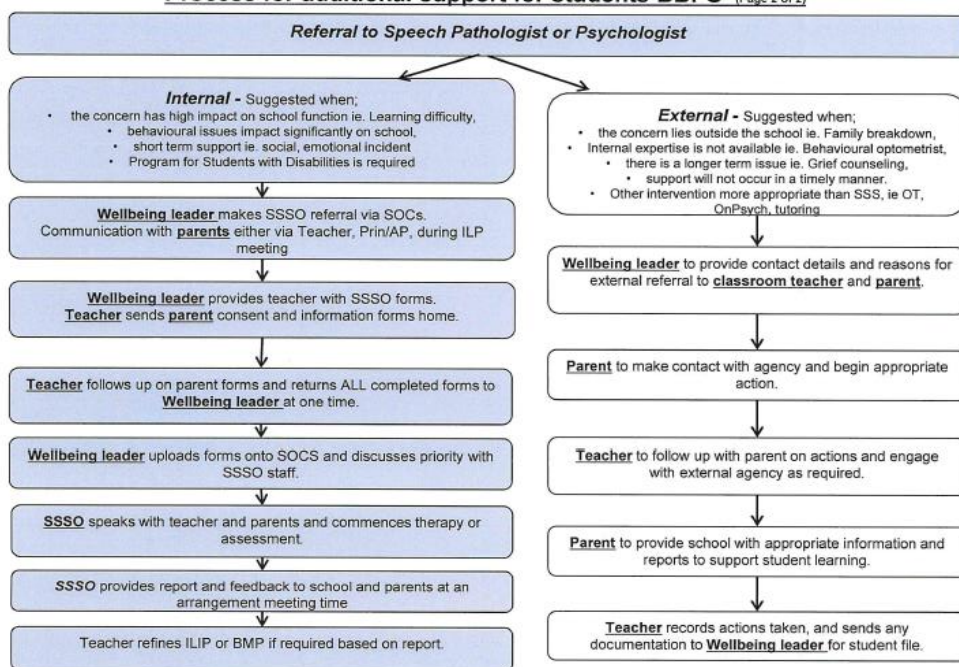 Process for additional support for students BBPS (Page 2 of 2)
Referral to Speech Pathologist or Psychologist
Internal - Suggested when;
• the concern has high impact on school function ie. Learning difficulty,
• behavioural issues impact significantly on school,
• short term support ie. social, emotional incident
• Program for Students with Disabilities is required
Wellbeing leader makes SSSO referral via SOCs.
Communication with parents either via Teacher, Prin/AP, during ILP
meeting
Wellbeing leader provides teacher with SSSO forms.
Teacher sends parent consent and information forms home.
Teacher follows up on parent forms and returns ALL completed forms to
Wellbeing leader at one time.
Wellbeing leader uploads forms onto SOCS and discusses priority with
SSSO staff.
SSSO speaks with teacher and parents and commences therapy or
assessment.
SSSO provides report and feedback to school and parents at an
arrangement meeting time
Teacher refines ILIP or BMP if required based on report.
External - Suggested when;
• the concern lies outside the school ie. Family breakdown,
• Internal expertise is not available ie. Behavioural optometrist,
• there is a longer term issue ie. Grief counseling,
• support will not occur in a timely manner.
• Other intervention more appropriate than SSS, ie OT,
OnPsych, tutoring
Wellbeing leader to provide contact details and reasons for
external referral to classroom teacher and parent.
Parent to make contact with agency and begin appropriate
action.
Teacher to follow up with parent on actions and engage
with external agency as required.
Parent to provide school with appropriate information and
reports to support student learning.
Teacher records actions taken, and sends any
documentation to Wellbeing leader for student file.